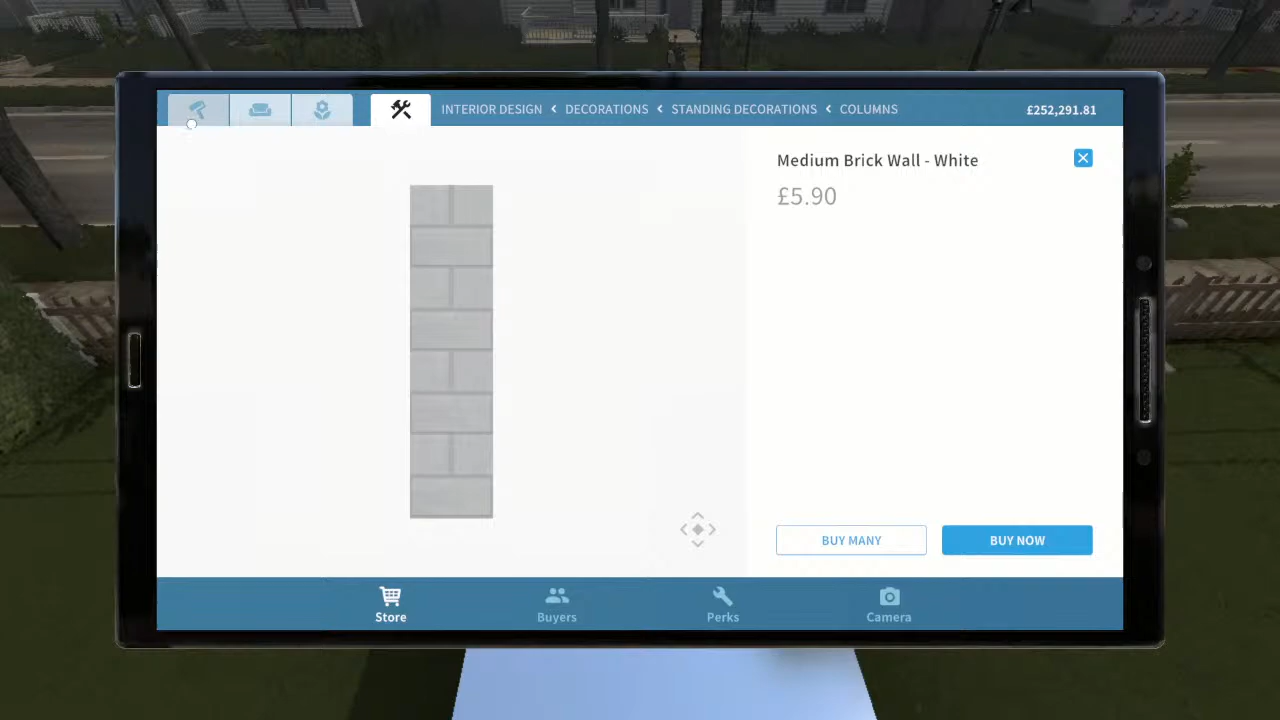 INTERIOR DESIGN < DECORATIONS < STANDING DECORATIONS < COLUMNS
£252,291.81
Medium Brick Wall - White
£5.90
BUY MANY
BUY NOW
Store
Buyers
Perks
Camera